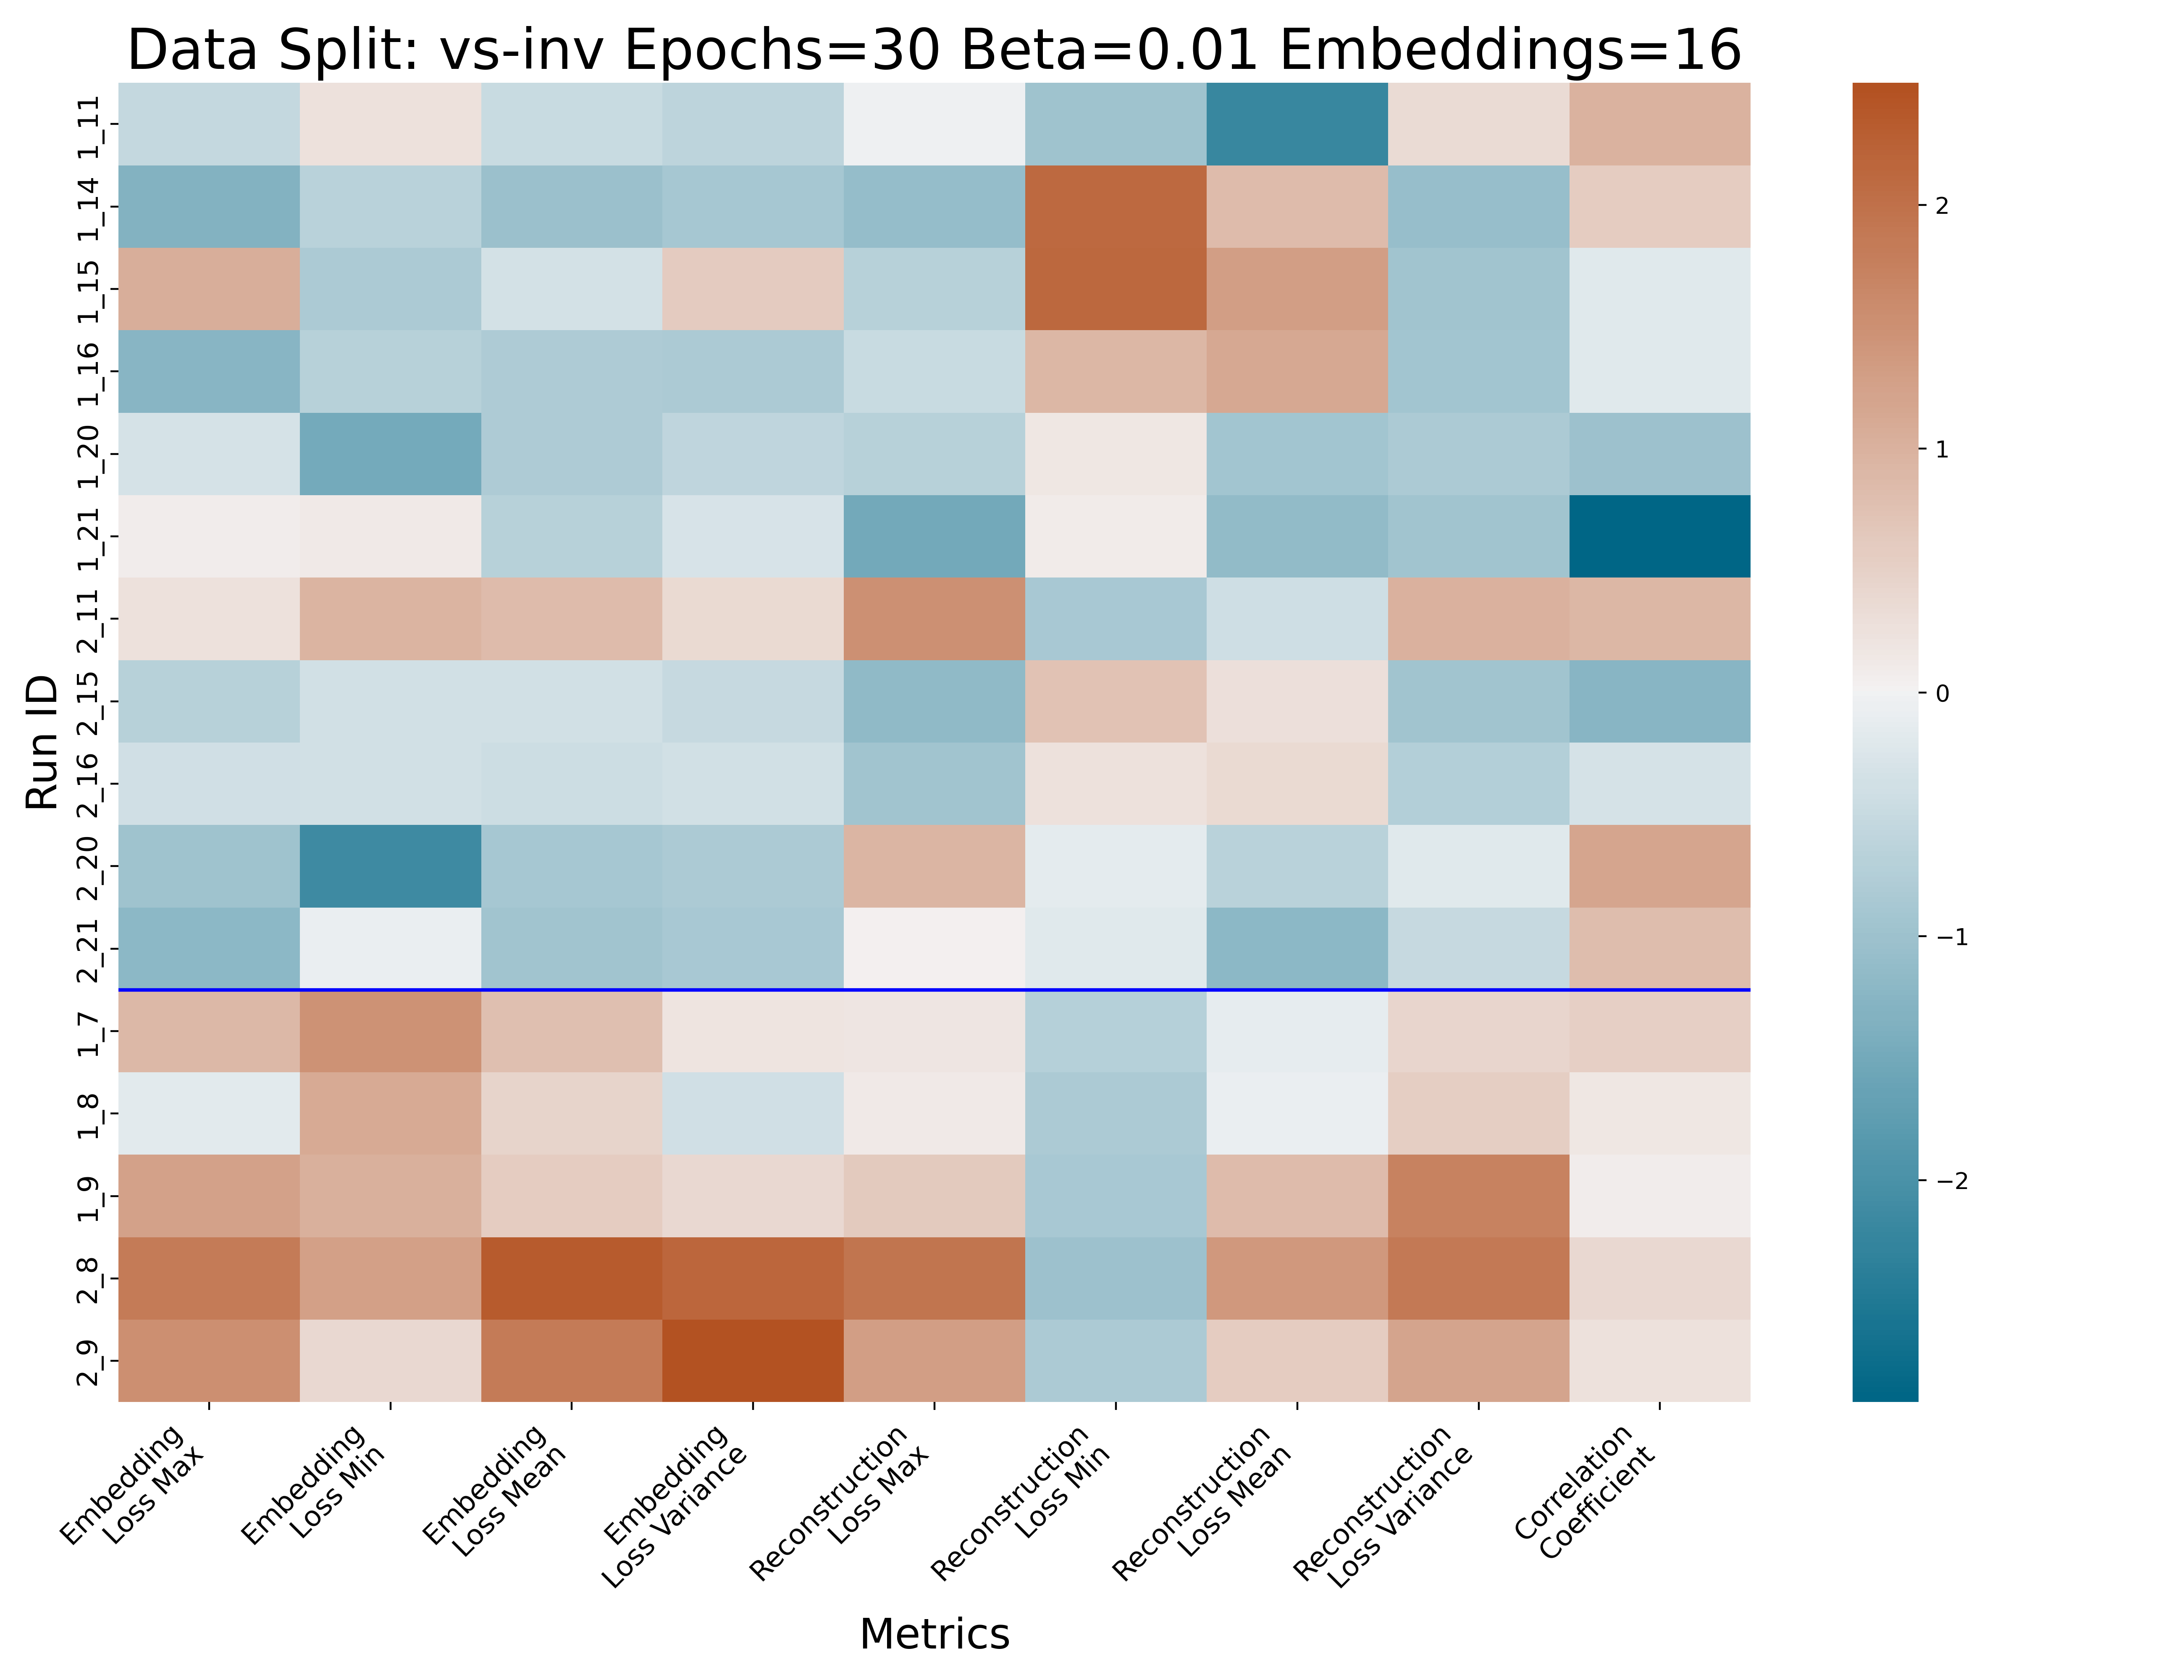 Data Split: vs-inv Epochs=30 Beta=0.01 Embeddings=16
Run ID
1_11
1_14
1_15
1_16
1_20
1_21
2_11
2_15
2_16
2_20
2_21
1_7
1_8
1_9
2_8
2_9
Embedding
Loss Max
Embedding
Loss Min
Embedding
Loss Mean
Embedding
Loss Variance
Reconstruction
Loss Max
Reconstruction
Loss Min
Reconstruction
Loss Mean
Reconstruction
Loss Variance
Correlation
Coefficient
Metrics
2
1
0
−1
−2